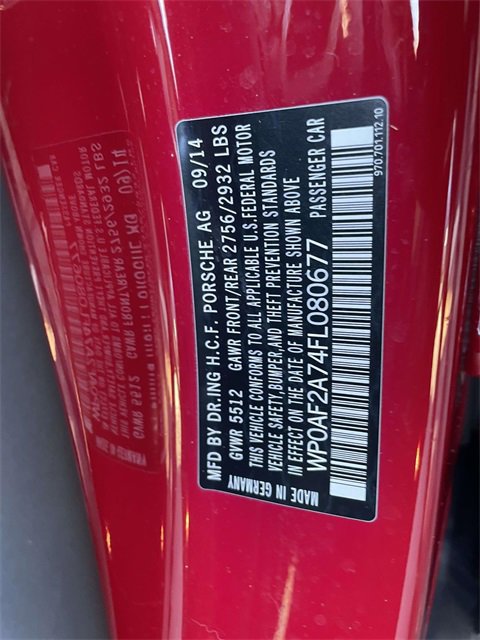 MFD BY DR.ING H.C.F. PORSCHE AG 09/14
GVWR 5512 GAWR FRONT/REAR 2756/2932 LBS
THIS VEHICLE CONFORMS TO ALL APPLICABLE U.S.FEDERAL MOTOR
VEHICLE SAFETY,BUMPER,AND THEFT PREVENTION STANDARDS
IN EFFECT ON THE DATE OF MANUFACTURE SHOWN ABOVE
WP0AF2A74FL080677 PASSENGER CAR
MADE IN GERMANY
970.701.112.10